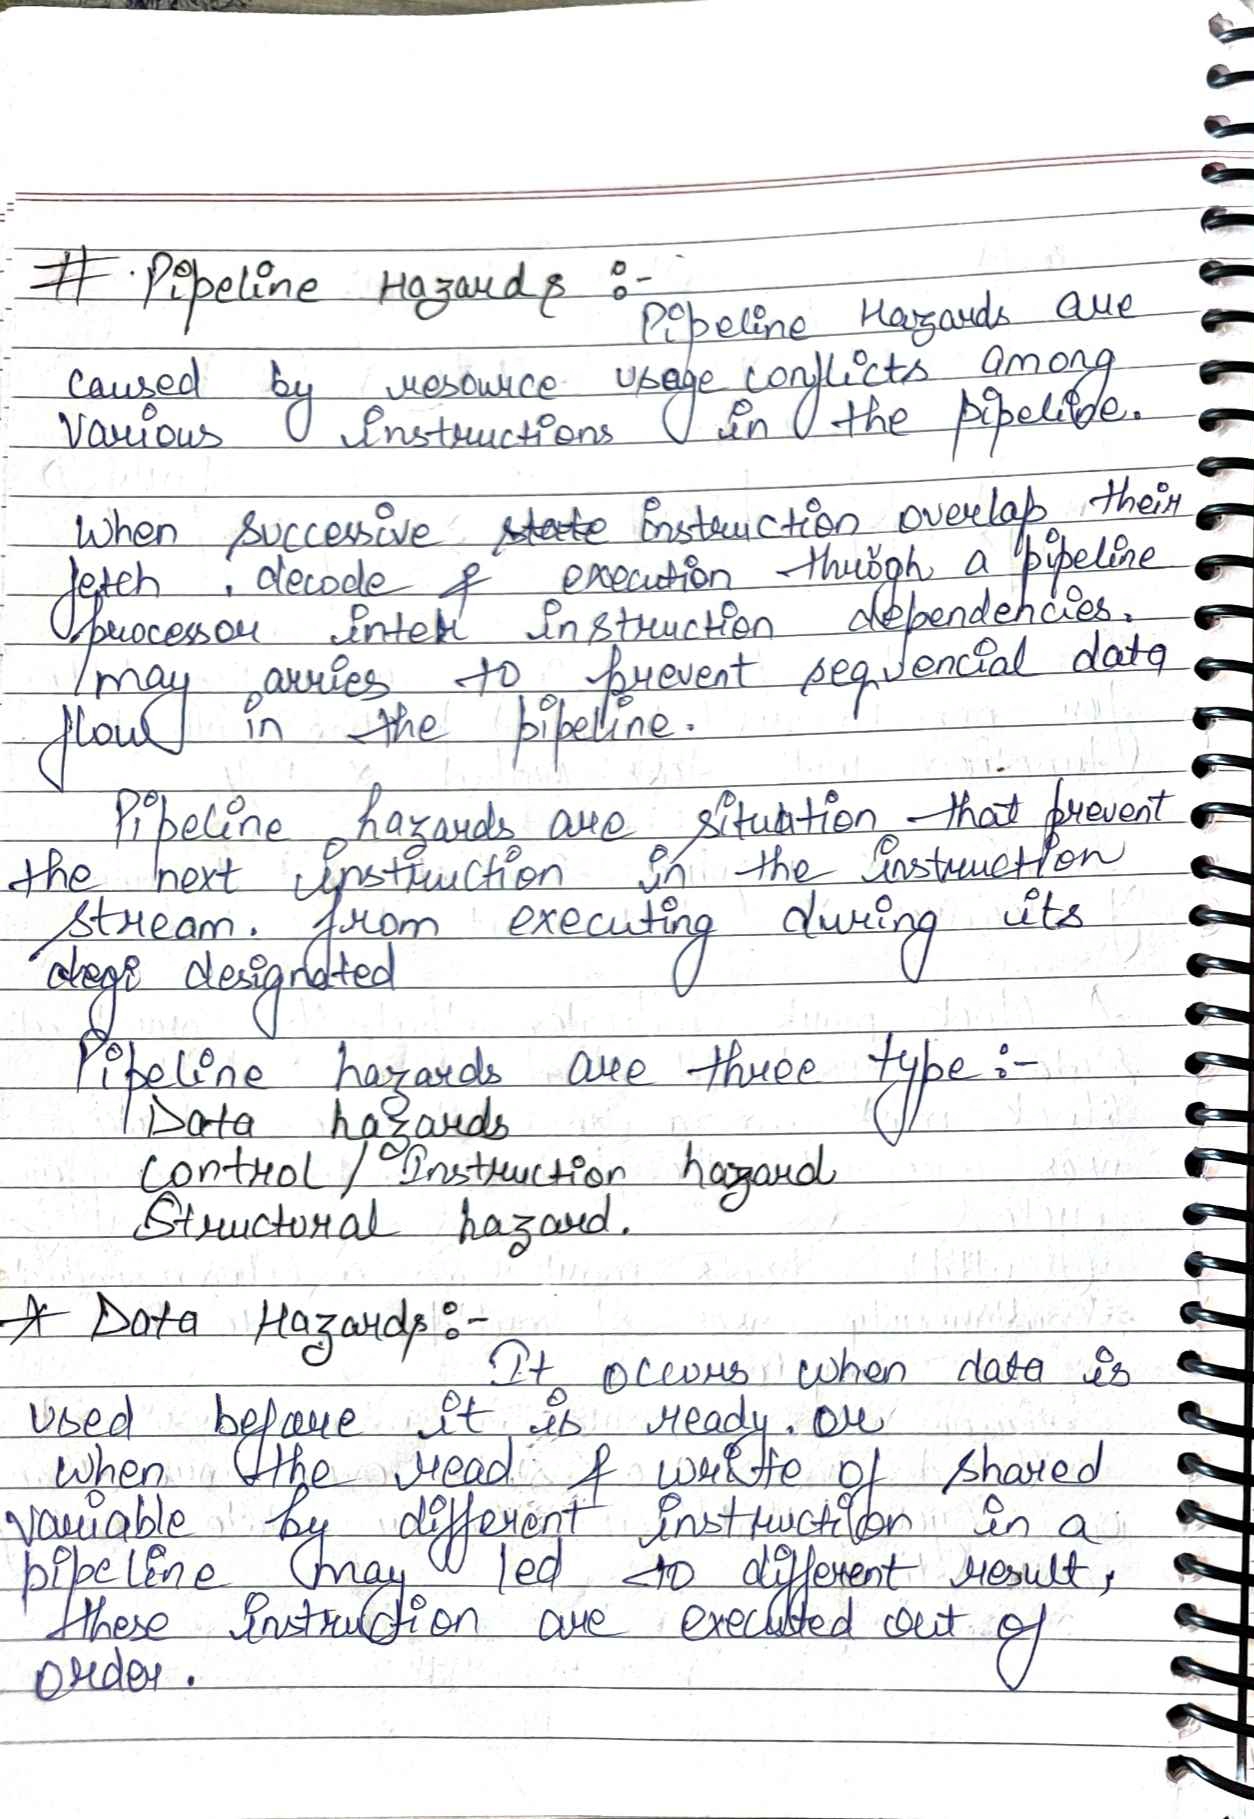 # Pipeline Hazards :-
Pipeline Hazards are
caused by resource usage conflicts among
various instructions in the pipeline.
When successive state instruction overlap their
fetch, decode & execution through a pipeline
processor inter instruction dependencies.
may arries to prevent sequencial data
flow in the pipeline.
Pipeline hazards are situation that prevent
the next instruction in the instruction
stream. from executing during its
degi designated
Pipeline hazards are three type :-
Data hazards
control / Instruction hazard
Structural hazard.
* Data Hazards :-
It occurs when data is
used before it is ready. or
when the read & write of shared
variable by different instruction in a
pipeline may led to different result,
these instruction are executed out of
order.